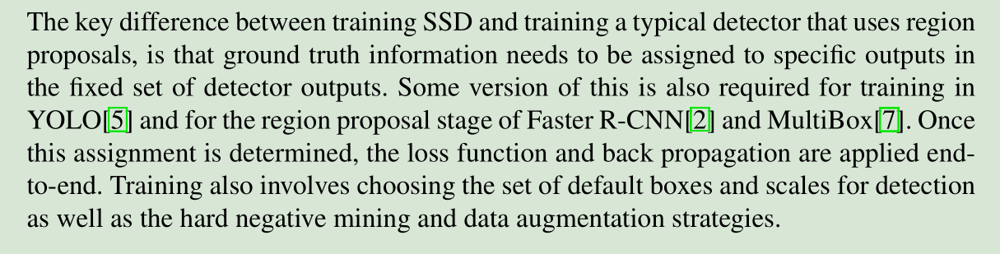 The key difference between training SSD and training a typical detector that uses region
proposals, is that ground truth information needs to be assigned to specific outputs in
the fixed set of detector outputs. Some version of this is also required for training in
YOLO[5] and for the region proposal stage of Faster R-CNN[2] and MultiBox[7]. Once
this assignment is determined, the loss function and back propagation are applied end-
to-end. Training also involves choosing the set of default boxes and scales for detection
as well as the hard negative mining and data augmentation strategies.